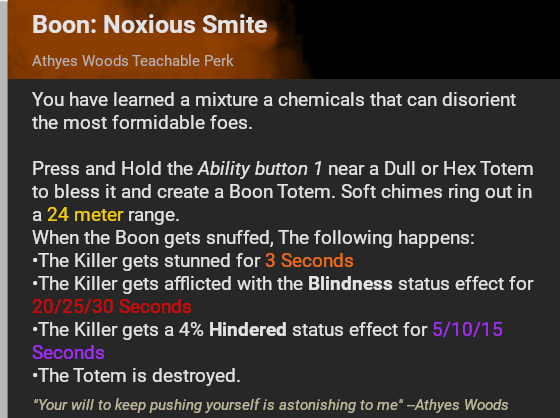 Boon: Noxious Smite
Athyes Woods Teachable Perk
You have learned a mixture a chemicals that can disorient
the most formidable foes.
Press and Hold the Ability button 1 near a Dull or Hex Totem
to bless it and create a Boon Totem. Soft chimes ring out in
a 24 meter range.
When the Boon gets snuffed, The following happens:
•The Killer gets stunned for 3 Seconds
•The Killer gets afflicted with the Blindness status effect for
20/25/30 Seconds
•The Killer gets a 4% Hindered status effect for 5/10/15
Seconds
•The Totem is destroyed.
"Your will to keep pushing yourself is astonishing to me" --Athyes Woods